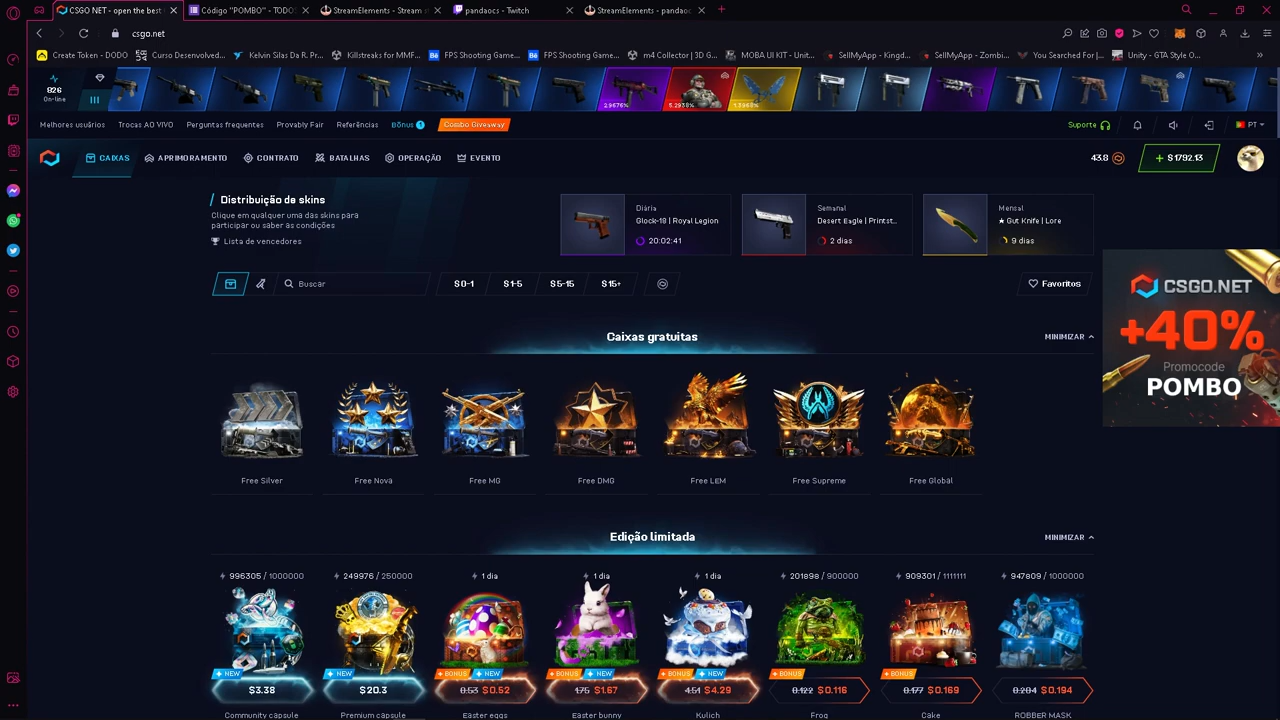 CSGO.NET - open the best
Código "POMBO" - TODO
StreamElements - Stream s
pandaocs - Twitch
StreamElements - pandaoc
csgo.net
Create Token - DODO
Curso Desenvolved...
Kelvin Silas Da R. Pr...
Killstreaks for MMF...
FPS Shooting Game...
FPS Shooting Game...
m4 Collector | 3D G...
MOBA UI KIT - Unit...
SellMyApp - Kingd...
SellMyApp - Zombi...
You Searched For |...
Unity - GTA Style O...
826
On-line
2.9676%
5.2938%
1.3968%
Melhores usuários
Trocas AO VIVO
Perguntas frequentes
Provably Fair
Referências
Bônus
Combo Giveaway
Suporte
PT
CAIXAS
APRIMORAMENTO
CONTRATO
BATALHAS
OPERAÇÃO
EVENTO
43.8
+ $ 1792.13
Distribuição de skins
Clique em qualquer uma das skins para
participar ou saber as condições
Lista de vencedores
Diária
Glock-18 | Royal Legion
20:02:41
Semanal
Desert Eagle | Printst...
2 dias
Mensal
★ Gut Knife | Lore
9 dias
Buscar
$ 0-1
$ 1-5
$ 5-15
$ 15+
Favoritos
CSGO.NET
+40%
Promocode
POMBO
Caixas gratuitas
MINIMIZAR
Free Silver
Free Nova
Free MG
Free DMG
Free LEM
Free Supreme
Free Global
Edição limitada
MINIMIZAR
996305 / 1000000
249976 / 250000
1 dia
1 dia
1 dia
201898 / 900000
909301 / 1111111
947809 / 1000000
+ NEW
+ NEW
+ BONUS
+ NEW
+ BONUS
+ NEW
+ BONUS
+ NEW
+ BONUS
+ BONUS
$3.38
$20.3
0.53 $0.52
1.75 $1.67
4.51 $4.29
0.122 $0.116
0.177 $0.169
0.204 $0.194
Community capsule
Premium capsule
Easter eggs
Easter bunny
Kulich
Frog
Cake
ROBBER MASK